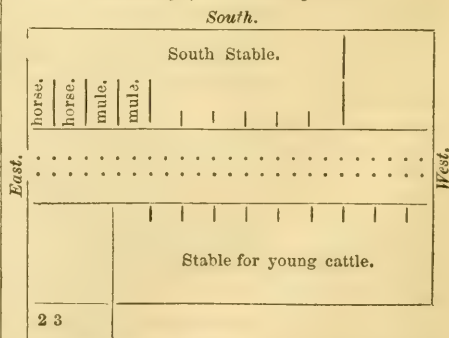 South.
South Stable.
horse.
horse.
mule.
mule.
East.
West.
Stable for young cattle.
2 3